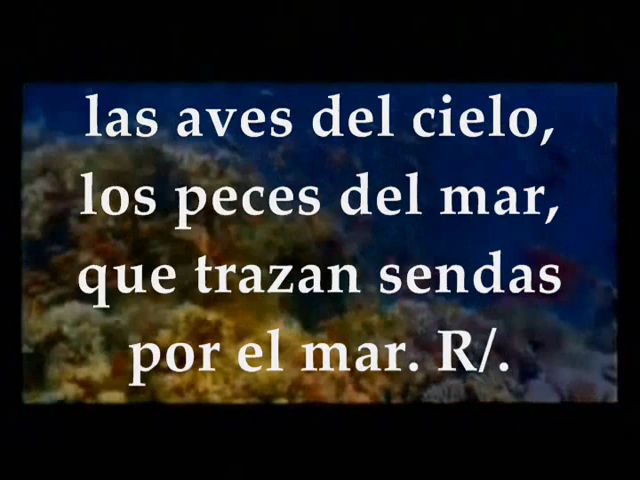 las aves del cielo,
los peces del mar,
que trazan sendas
por el mar. R/.